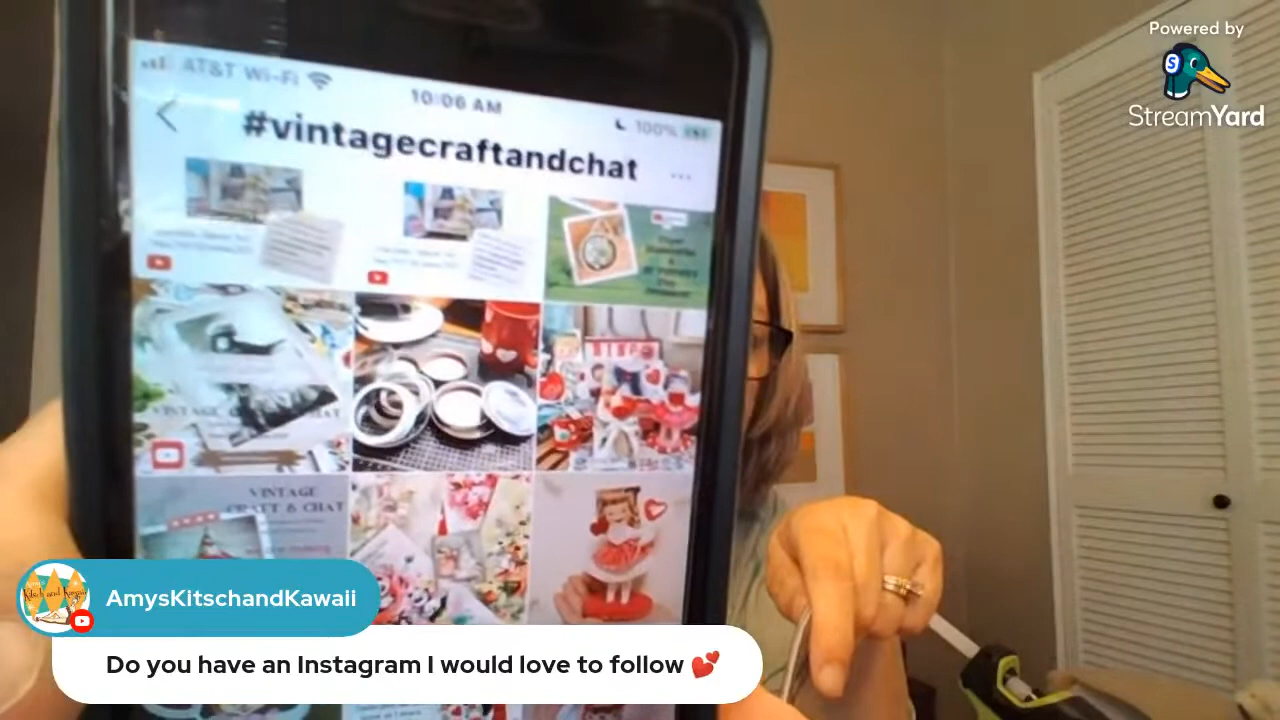 Powered by
StreamYard
AT&T Wi-Fi
10:06 AM
100%
#vintagecraftandchat
VINTAGE
CRAFT & CHAT
AmysKitschandKawaii
Do you have an Instagram I would love to follow 💕